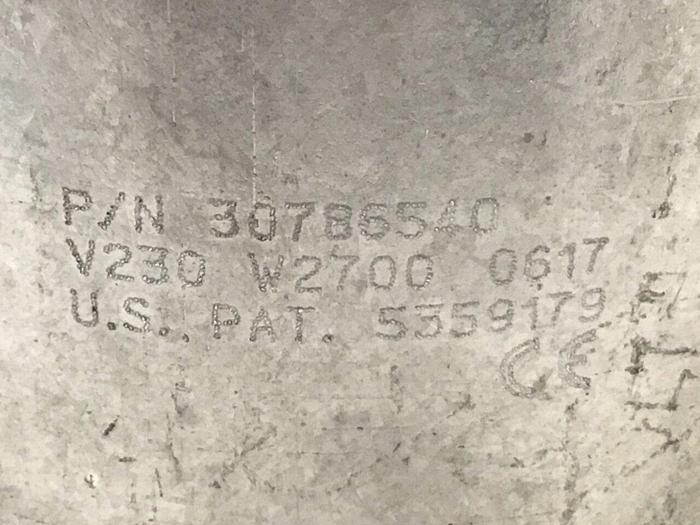 P/N 30786540
V230 W2700 0617
U.S. PAT. 5359179
CE